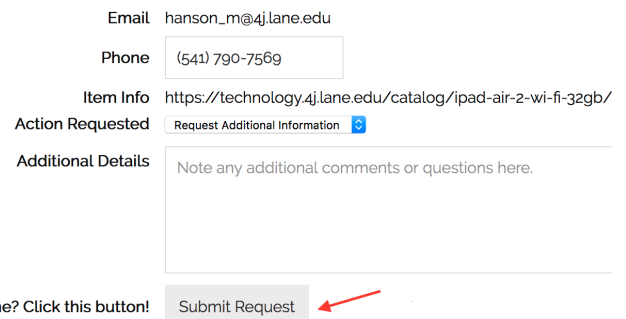 Email hanson_m@4j.lane.edu
Phone (541) 790-7569
Item Info https://technology.4j.lane.edu/catalog/ipad-air-2-wi-fi-32gb/
Action Requested Request Additional Information
Additional Details Note any additional comments or questions here.
Click this button! Submit Request